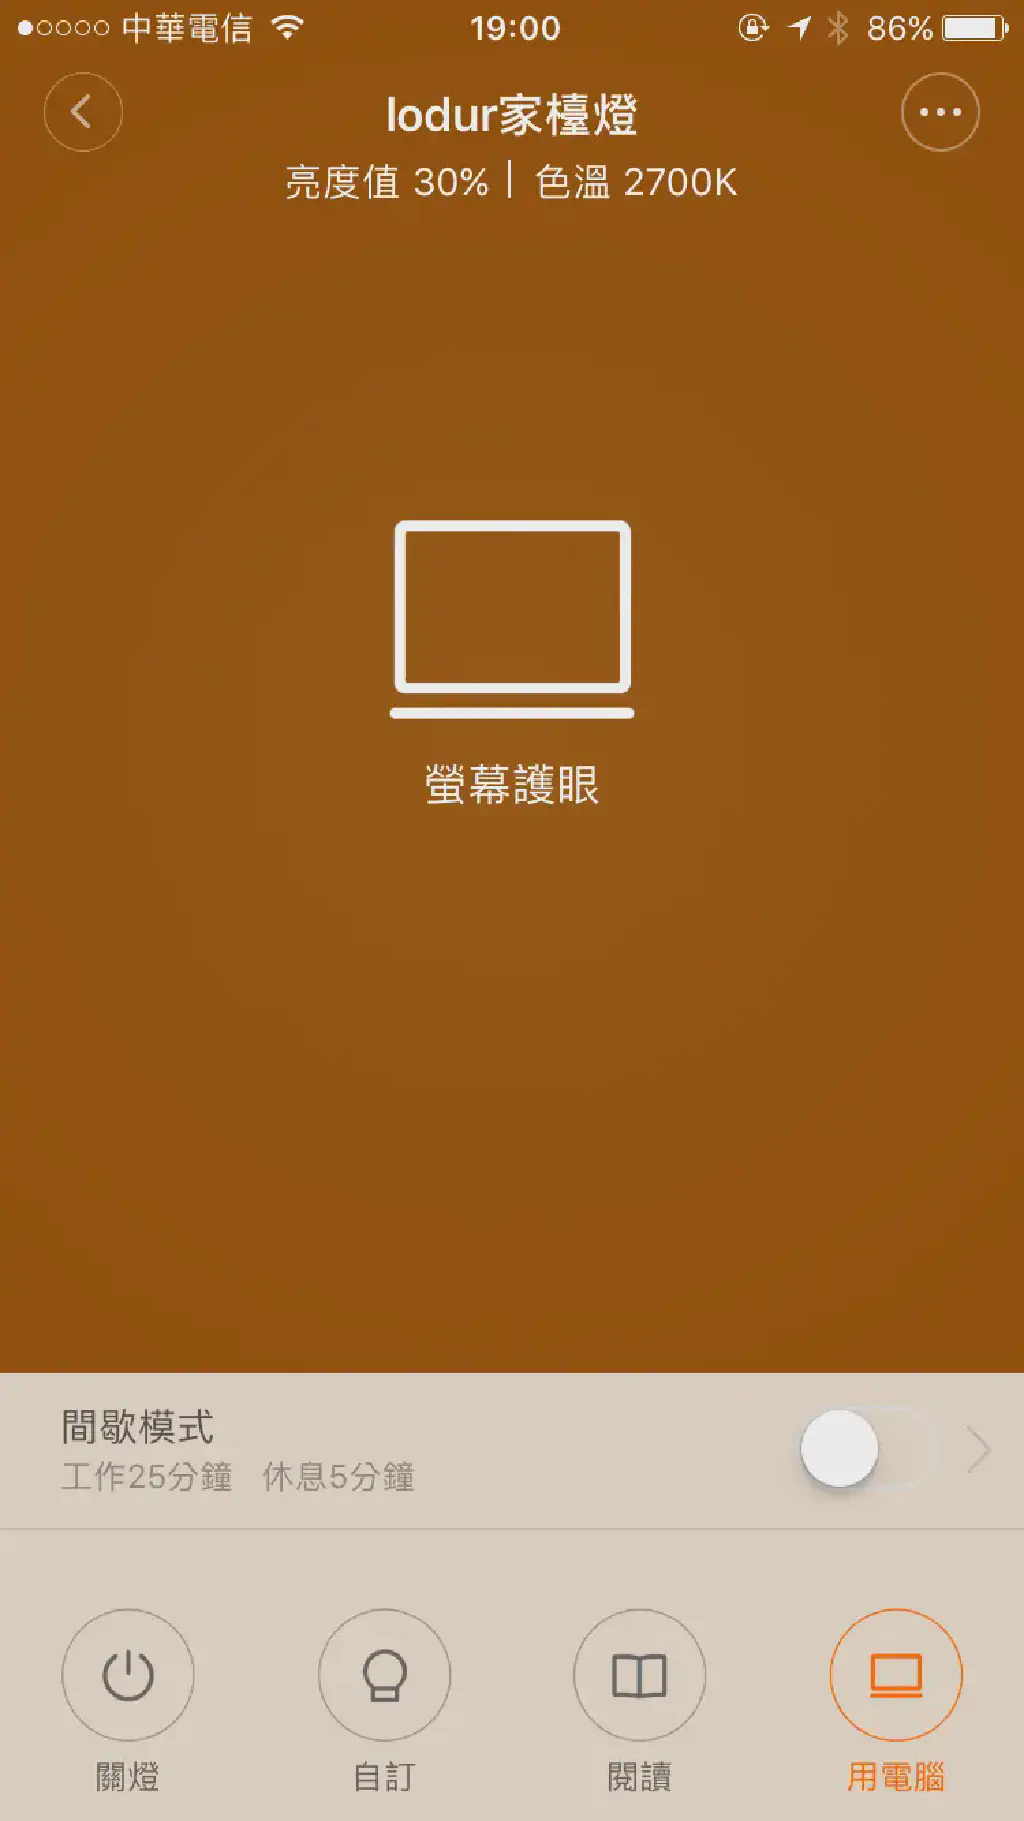 中華電信 19:00 86%
lodur家檯燈
亮度值 30% | 色溫 2700K
螢幕護眼
間歇模式
工作25分鐘 休息5分鐘
關燈 自訂 閱讀 用電腦